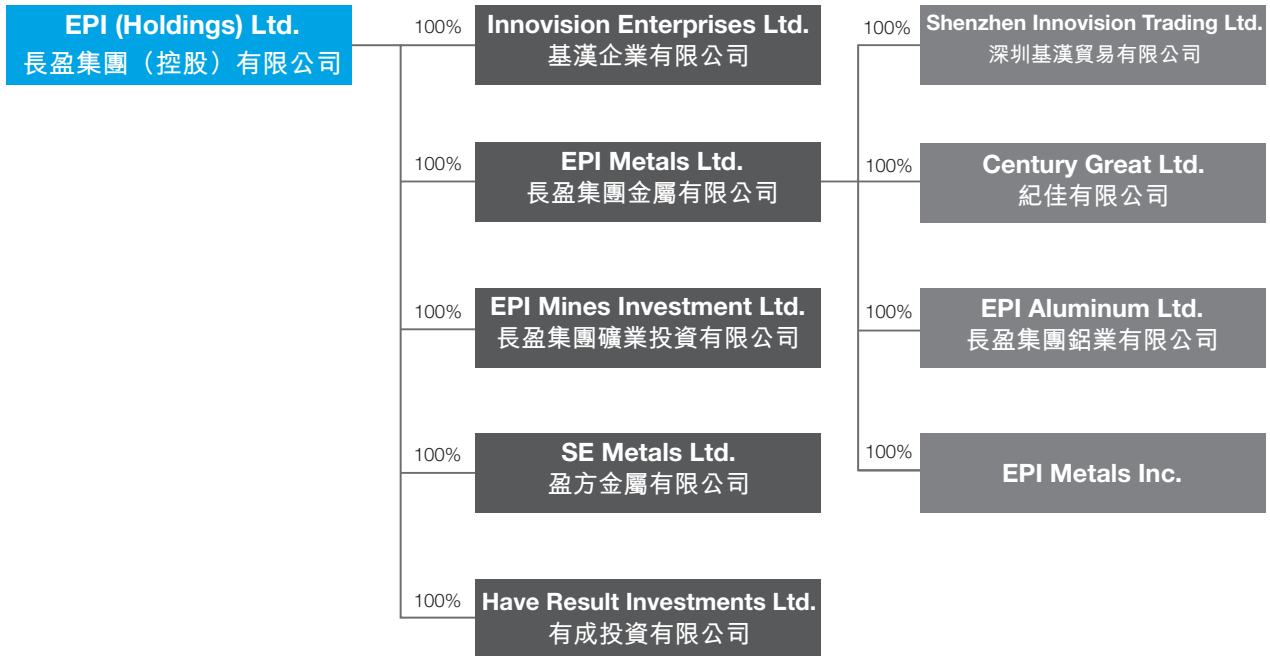 EPI (Holdings) Ltd.
長盈集團（控股）有限公司
100%
Innovision Enterprises Ltd.
基漢企業有限公司
100%
Shenzhen Innovision Trading Ltd.
深圳基漢貿易有限公司
100%
EPI Metals Ltd.
長盈集團金屬有限公司
100%
Century Great Ltd.
紀佳有限公司
100%
EPI Mines Investment Ltd.
長盈集團礦業投資有限公司
100%
EPI Aluminum Ltd.
長盈集團鋁業有限公司
100%
SE Metals Ltd.
盈方金屬有限公司
100%
EPI Metals Inc.
100%
Have Result Investments Ltd.
有成投資有限公司